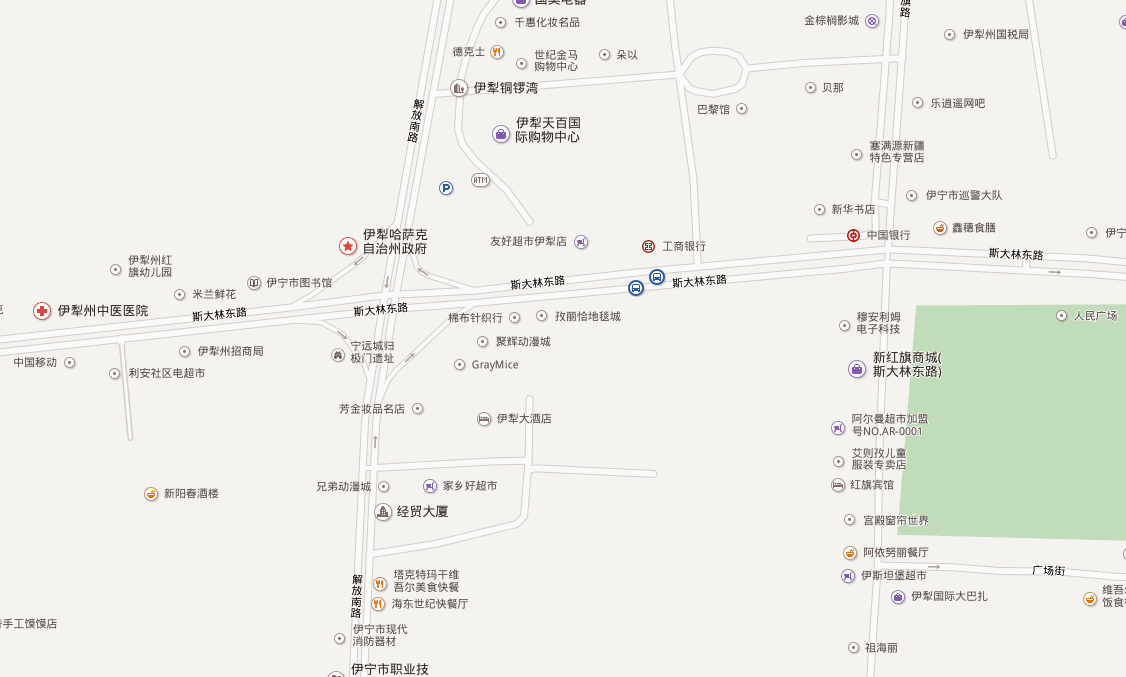 国美电器
千惠化妆名品
金棕榈影城
旗
路
伊犁州国税局
德克士
世纪金马
购物中心
朵以
伊犁铜锣湾
贝那
乐逍遥网吧
巴黎馆
解放南路
伊犁天百国
际购物中心
塞满源新疆
特色专营店
P
ATM
伊宁市巡警大队
新华书店
鑫穗食膳
中国银行
伊宁
伊犁哈萨克
自治州政府
友好超市伊犁店
工商银行
斯大林东路
伊犁州红
旗幼儿园
伊宁市图书馆
米兰鲜花
伊犁州中医医院
斯大林东路
斯大林东路
斯大林东路
斯大林东路
棉布针织行
孜丽恰地毯城
穆安利姆
电子科技
人民广场
聚辉动漫城
宁远城归
极门遗址
伊犁州招商局
中国移动
利安社区电超市
GrayMice
新红旗商城(
斯大林东路)
芳金妆品名店
伊犁大酒店
阿尔曼超市加盟
号NO.AR-0001
艾则孜儿童
服装专卖店
红旗宾馆
兄弟动漫城
家乡好超市
新阳春酒楼
经贸大厦
宫殿窗帘世界
阿依努丽餐厅
广场街
伊斯坦堡超市
塔克特玛干维
吾尔美食快餐
解放南路
海东世纪快餐厅
伊犁国际大巴扎
维吾
饭食
手工馍馍店
伊宁市现代
消防器材
祖海丽
伊宁市职业技